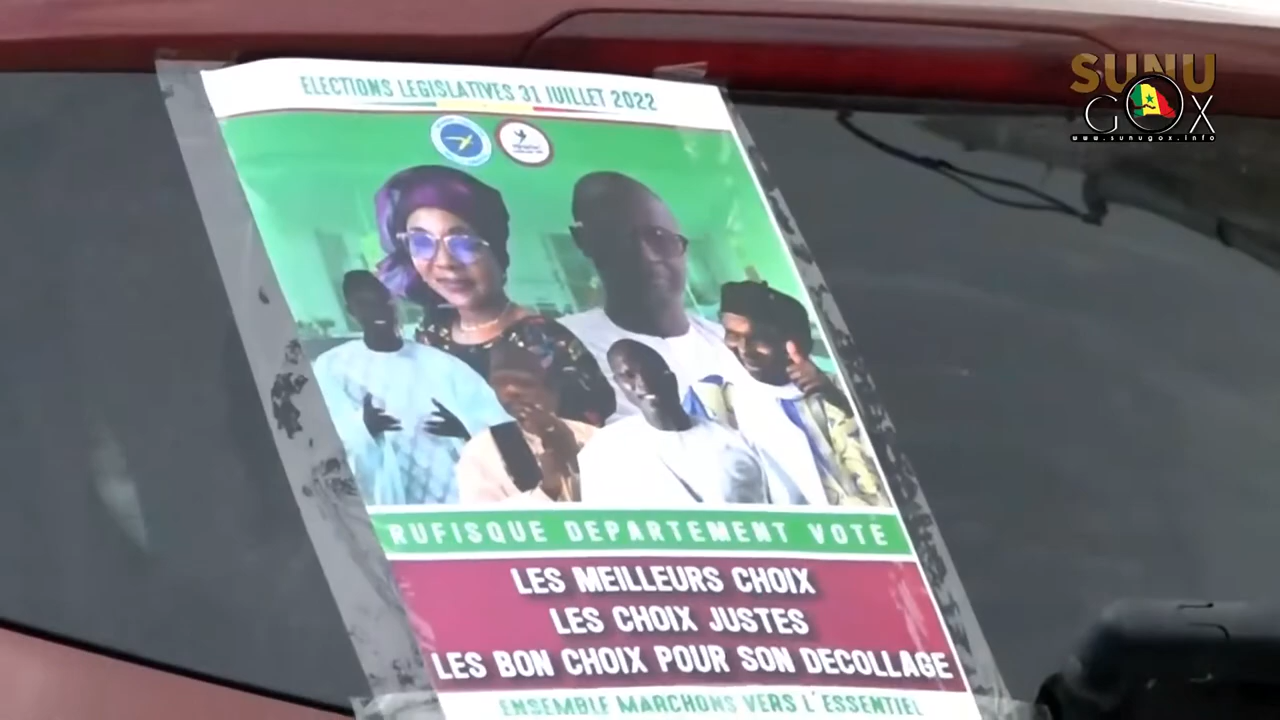 SUNU
GOX
www.sunugox.info
ELECTIONS LEGISLATIVES 31 JUILLET 2022
RUFISQUE DEPARTEMENT VOTE
LES MEILLEURS CHOIX
LES CHOIX JUSTES
LES BON CHOIX POUR SON DECOLLAGE
ENSEMBLE MARCHONS VERS L'ESSENTIEL